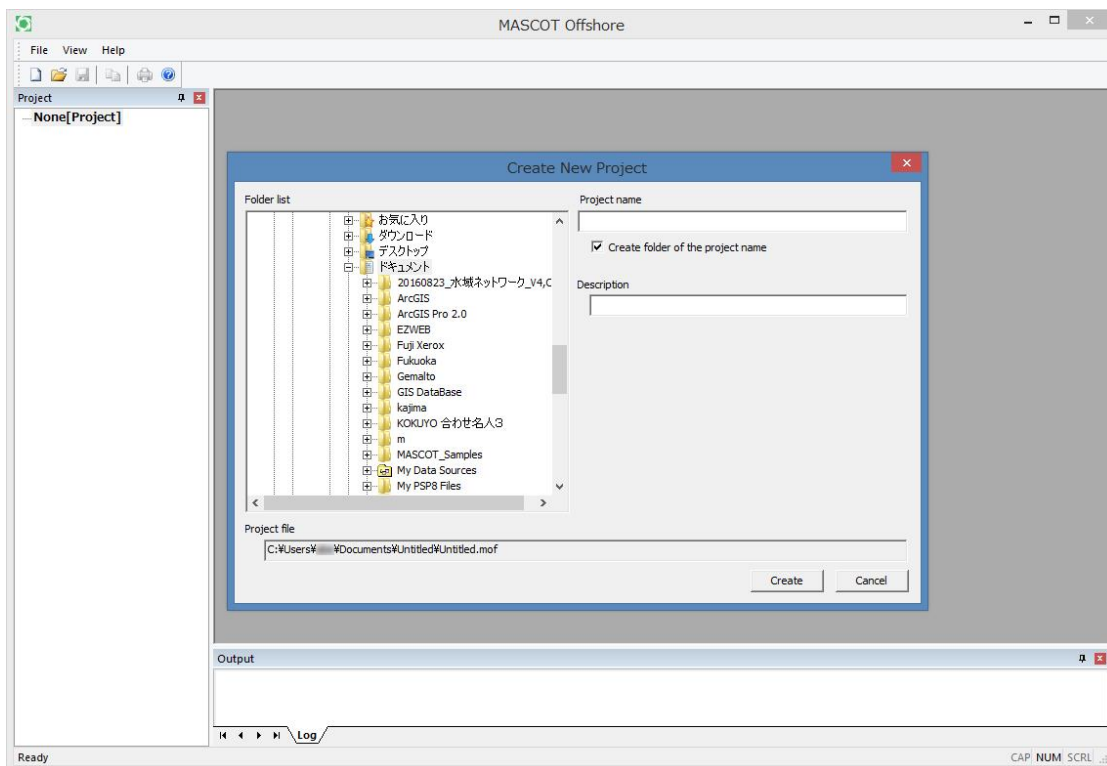 MASCOT Offshore
File View Help
Project
None[Project]
Create New Project
Folder list
お気に入り
ダウンロード
デスクトップ
ドキュメント
20160823_水域ネットワーク_V4,C
ArcGIS
ArcGIS Pro 2.0
EZWEB
Fuji Xerox
Fukuoka
Gemalto
GIS DataBase
kajima
KOKUYO 合わせ名人3
m
MASCOT_Samples
My Data Sources
My PSP8 Files
Project name
Create folder of the project name
Description
Project file
C:¥Users¥ ¥Documents¥Untitled¥Untitled.mof
Create Cancel
Output
Log
Ready
CAP NUM SCRL